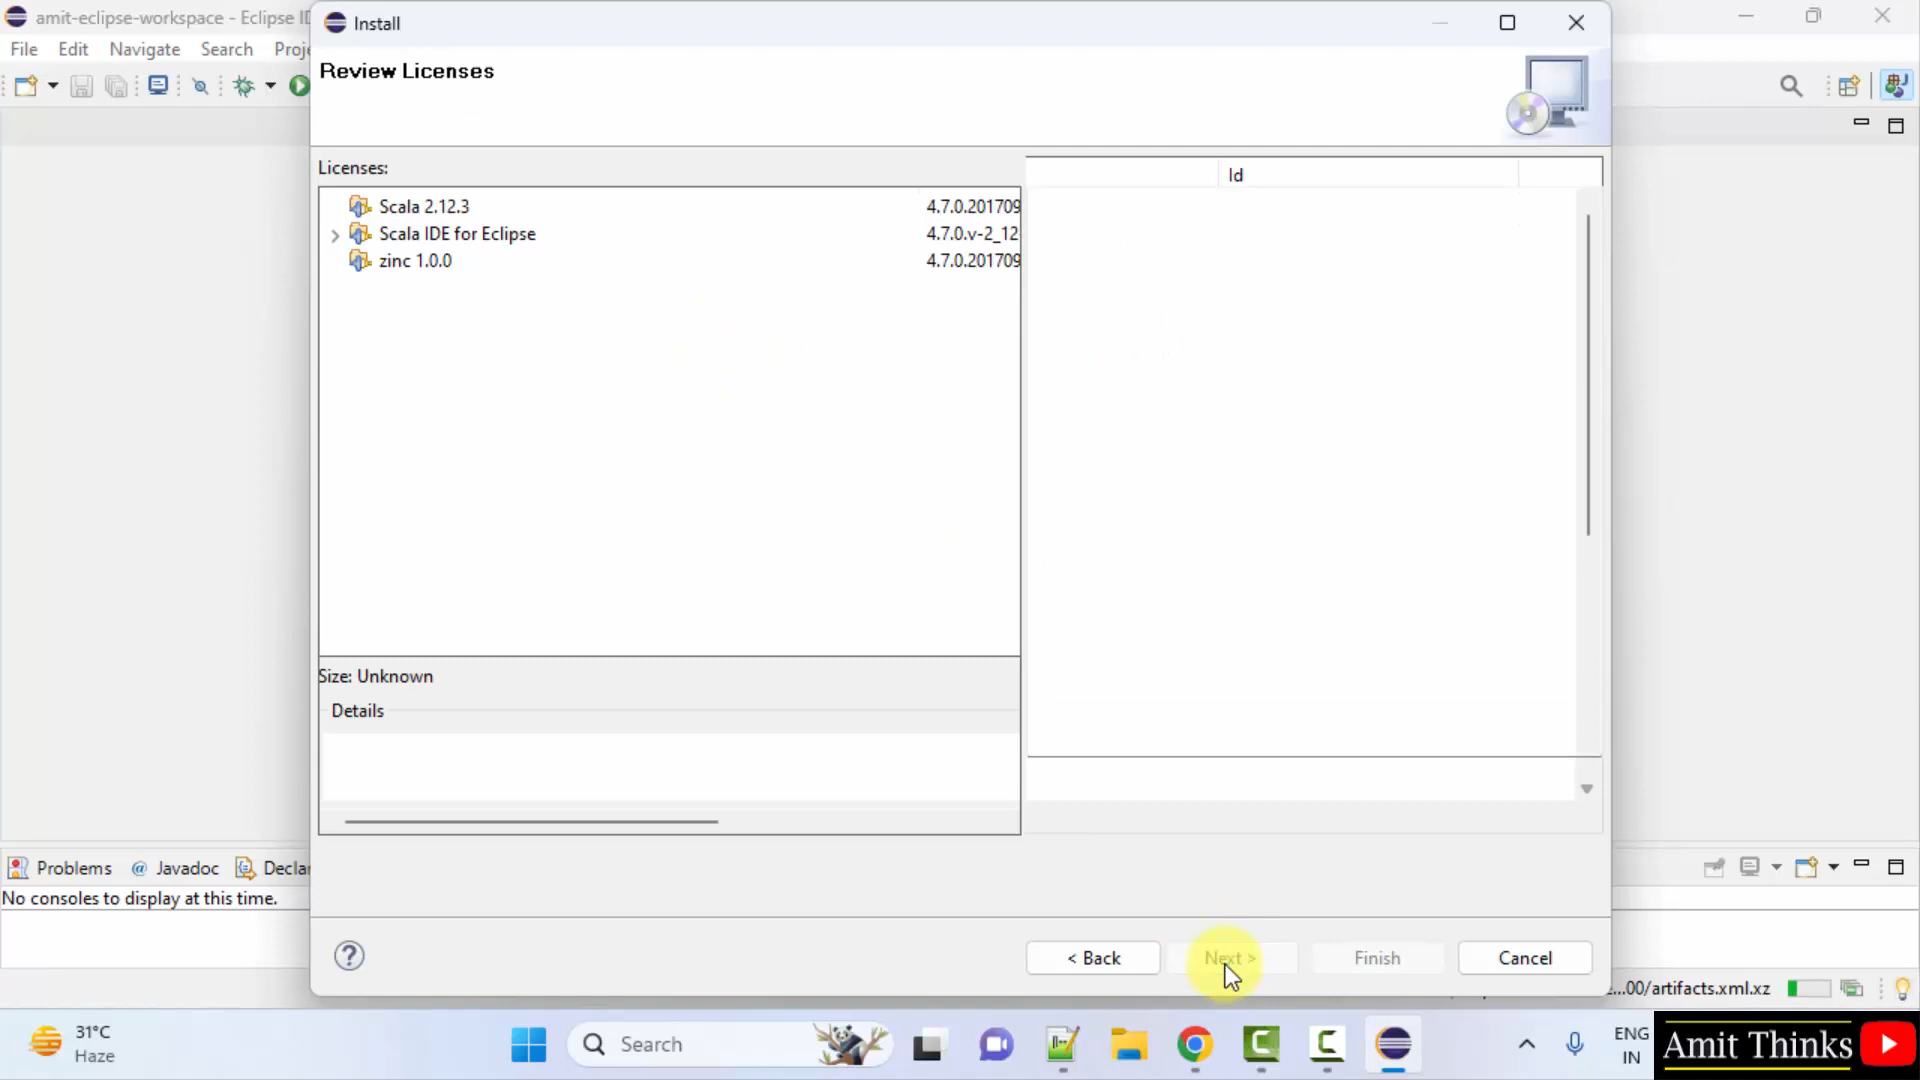 amit-eclipse-workspace - Eclipse ID
Install
File Edit Navigate Search Proj
Review Licenses
Licenses:
Id
Scala 2.12.3 4.7.0.201709
Scala IDE for Eclipse 4.7.0.v-2_12
zinc 1.0.0 4.7.0.201709
Size: Unknown
Details
Problems @ Javadoc Declar
No consoles to display at this time.
< Back Next > Finish Cancel
e...00/artifacts.xml.xz
31°C
Haze
Search
ENG
IN
Amit Thinks